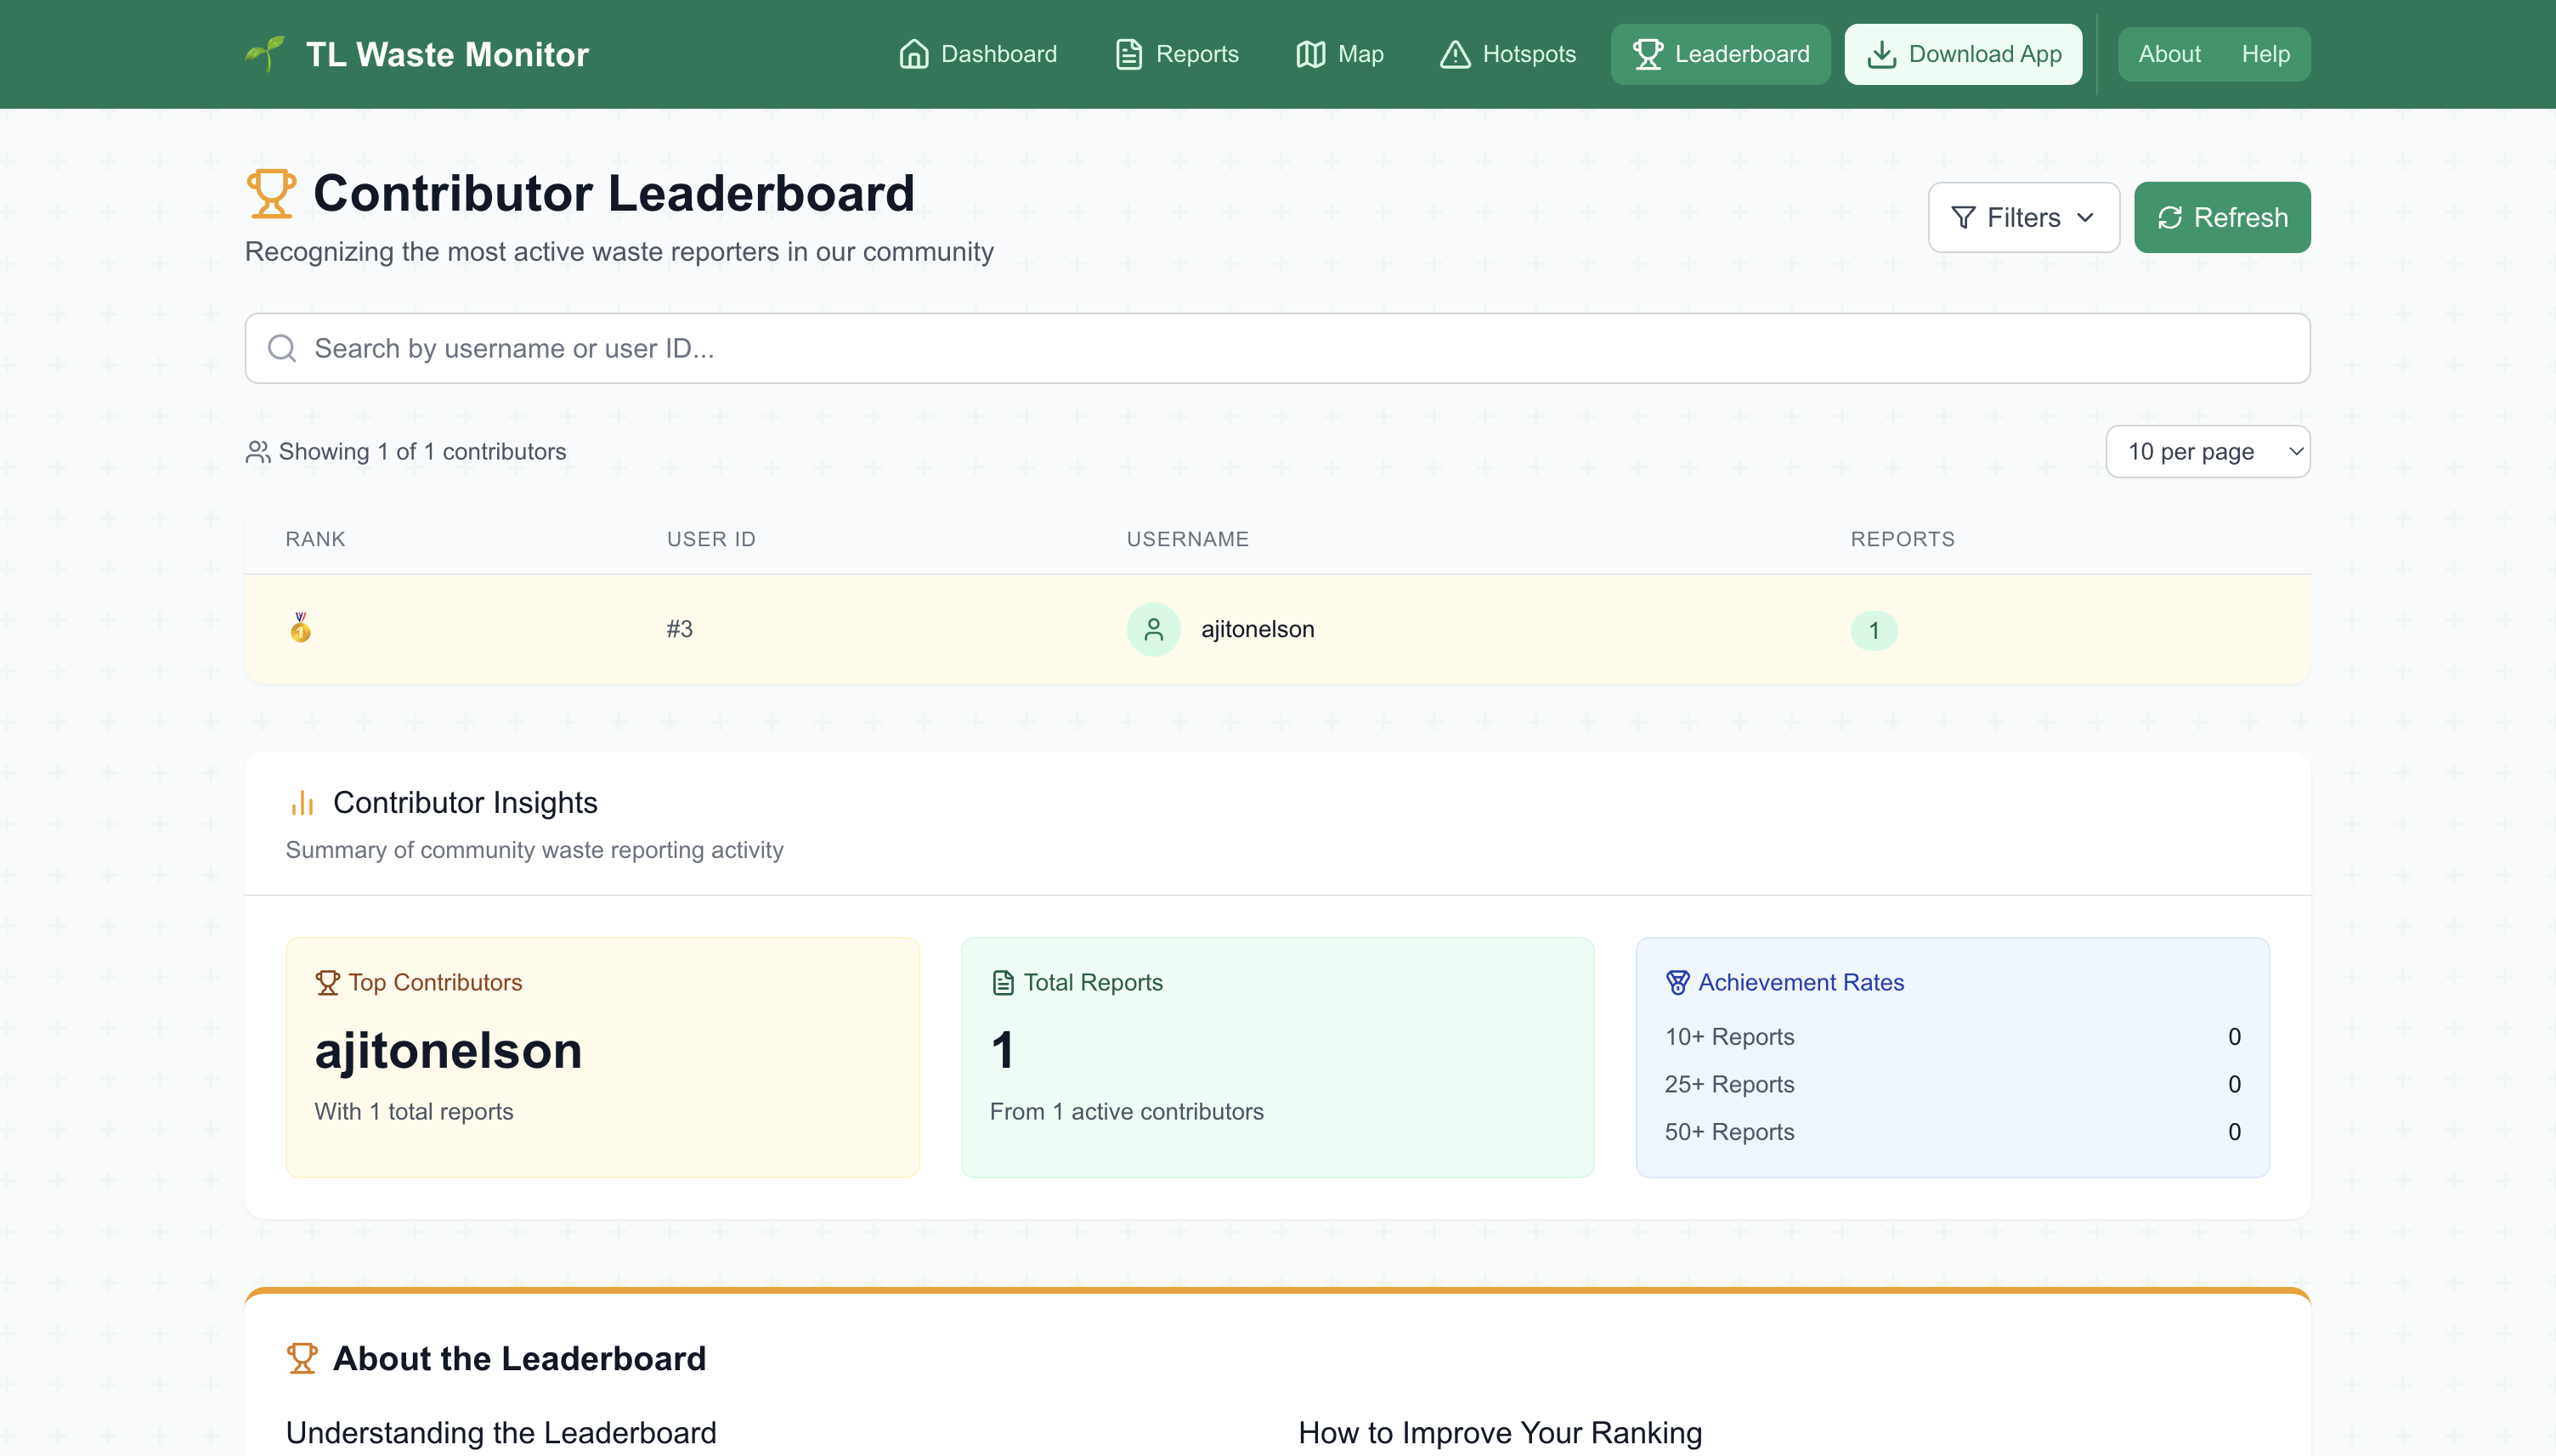 TL Waste Monitor
Dashboard
Reports
Map
Hotspots
Leaderboard
Download App
About
Help
Contributor Leaderboard
Recognizing the most active waste reporters in our community
Filters
Refresh
Search by username or user ID...
Showing 1 of 1 contributors
10 per page
RANK USER ID USERNAME REPORTS
1 #3 ajitonelson 1
Contributor Insights
Summary of community waste reporting activity
Top Contributors
ajitonelson
With 1 total reports
Total Reports
1
From 1 active contributors
Achievement Rates
10+ Reports 0
25+ Reports 0
50+ Reports 0
About the Leaderboard
Understanding the Leaderboard
How to Improve Your Ranking